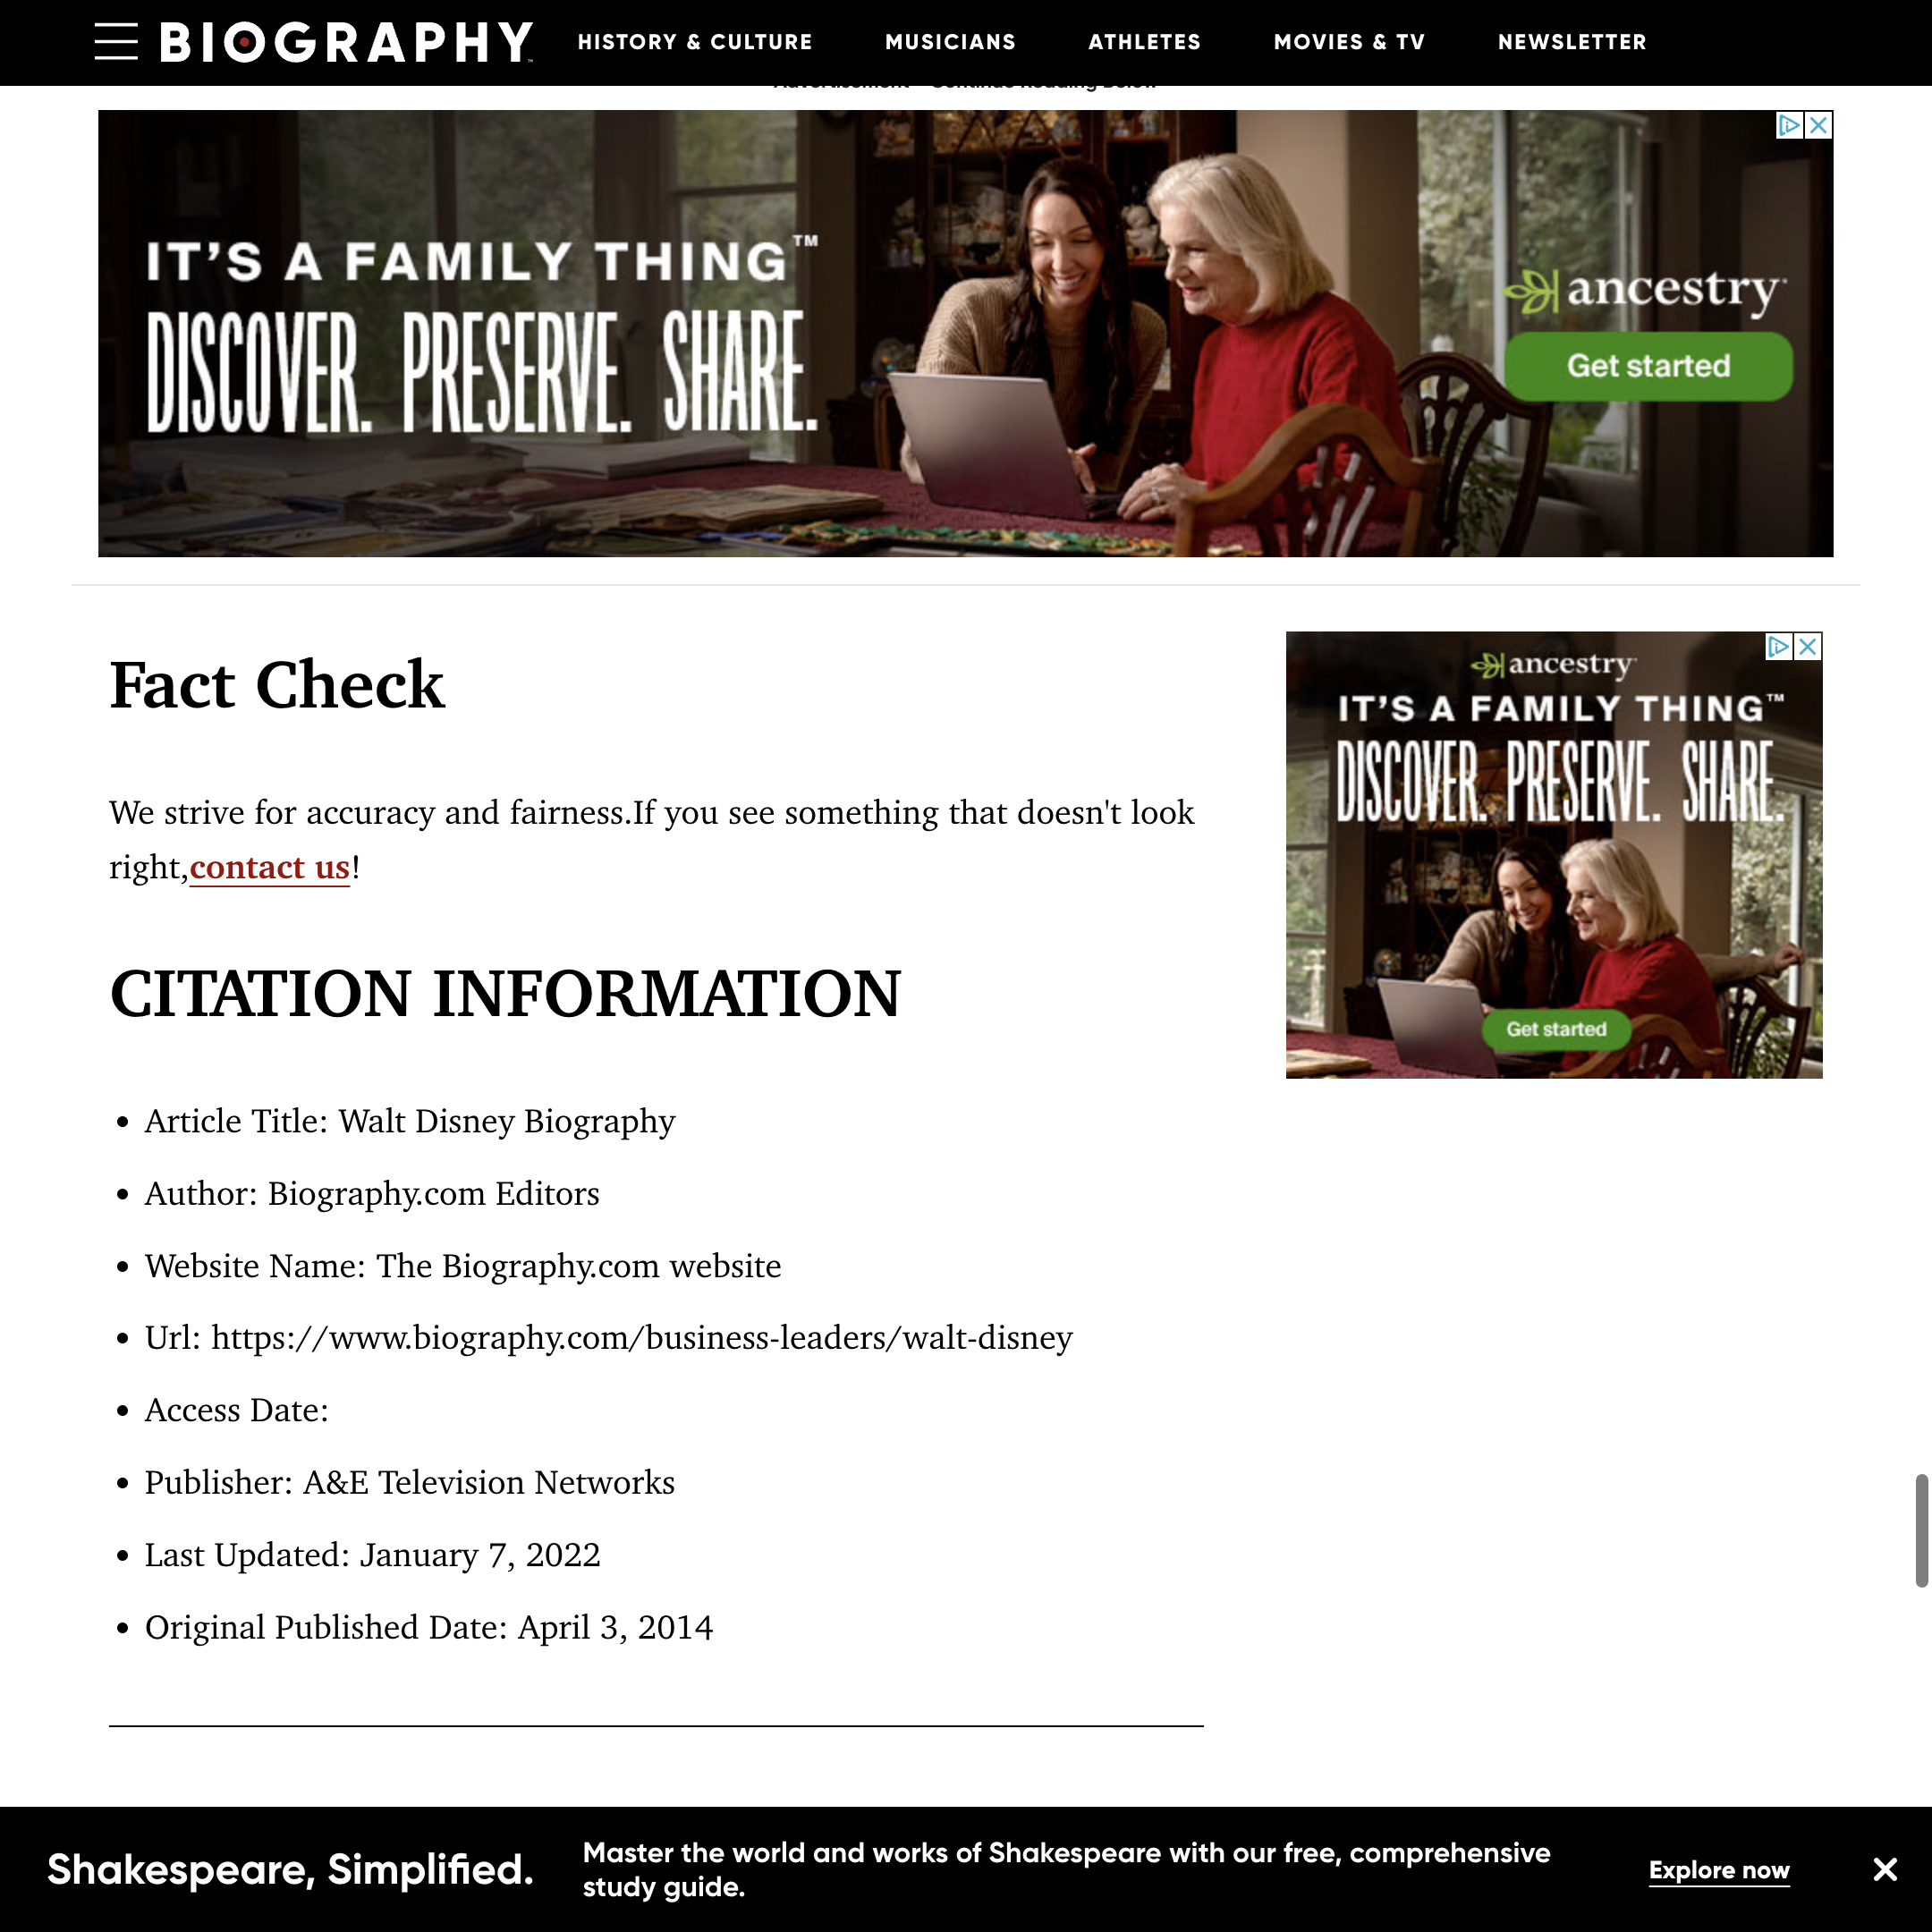 BIOGRAPHY
HISTORY & CULTURE
MUSICIANS
ATHLETES
MOVIES & TV
NEWSLETTER
Advertisement - Continue Reading Below
IT'S A FAMILY THING™
DISCOVER. PRESERVE. SHARE.
ancestry
Get started
Fact Check
We strive for accuracy and fairness.If you see something that doesn't look
right,contact us!
ancestry
IT'S A FAMILY THING™
DISCOVER. PRESERVE. SHARE.
Get started
CITATION INFORMATION
• Article Title: Walt Disney Biography
• Author: Biography.com Editors
• Website Name: The Biography.com website
• Url: https://www.biography.com/business-leaders/walt-disney
• Access Date:
• Publisher: A&E Television Networks
• Last Updated: January 7, 2022
• Original Published Date: April 3, 2014
Shakespeare, Simplified.
Master the world and works of Shakespeare with our free, comprehensive
study guide.
Explore now